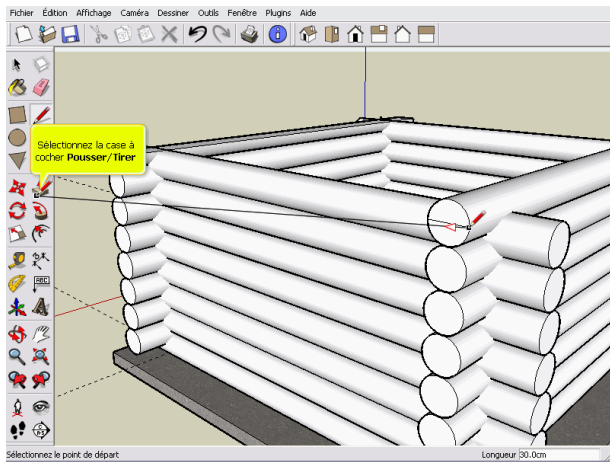 Fichier Édition Affichage Caméra Dessiner Outils Fenêtre Plugins Aide
Sélectionnez la case à
cocher Pousser/Tirer
ABC
A
Sélectionnez le point de départ
Longueur 30.0cm